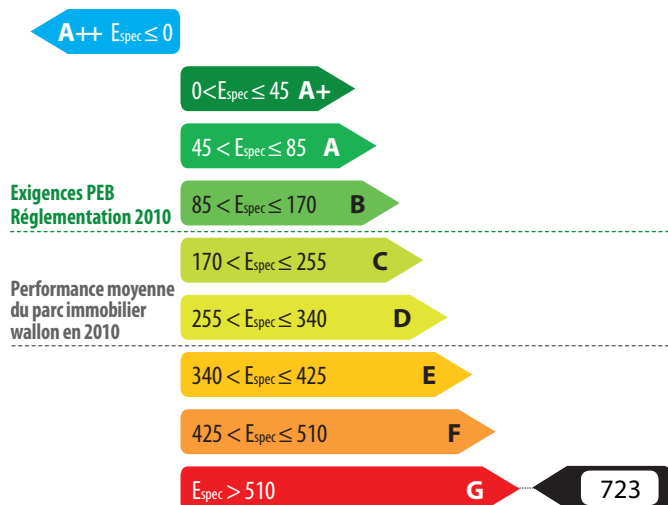 A++ Espec ≤ 0
0<Espec ≤ 45 A+
45 < Espec ≤ 85 A
Exigences PEB
Réglementation 2010
85 < Espec ≤ 170 B
170 < Espec ≤ 255 C
Performance moyenne
du parc immobilier
wallon en 2010
255 < Espec ≤ 340 D
340 < Espec ≤ 425 E
425 < Espec ≤ 510 F
Espec > 510 G 723